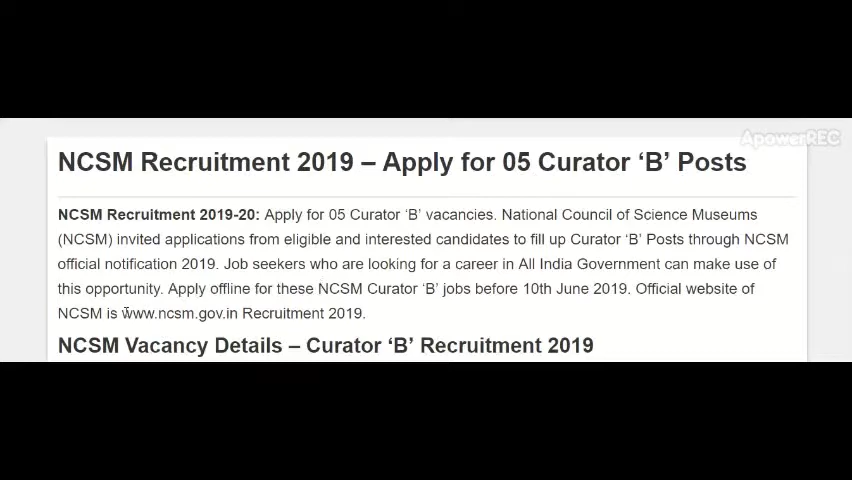 ApowerREC
NCSM Recruitment 2019 – Apply for 05 Curator ‘B’ Posts
NCSM Recruitment 2019-20: Apply for 05 Curator ‘B’ vacancies. National Council of Science Museums
(NCSM) invited applications from eligible and interested candidates to fill up Curator ‘B’ Posts through NCSM
official notification 2019. Job seekers who are looking for a career in All India Government can make use of
this opportunity. Apply offline for these NCSM Curator ‘B’ jobs before 10th June 2019. Official website of
NCSM is www.ncsm.gov.in Recruitment 2019.
NCSM Vacancy Details – Curator ‘B’ Recruitment 2019